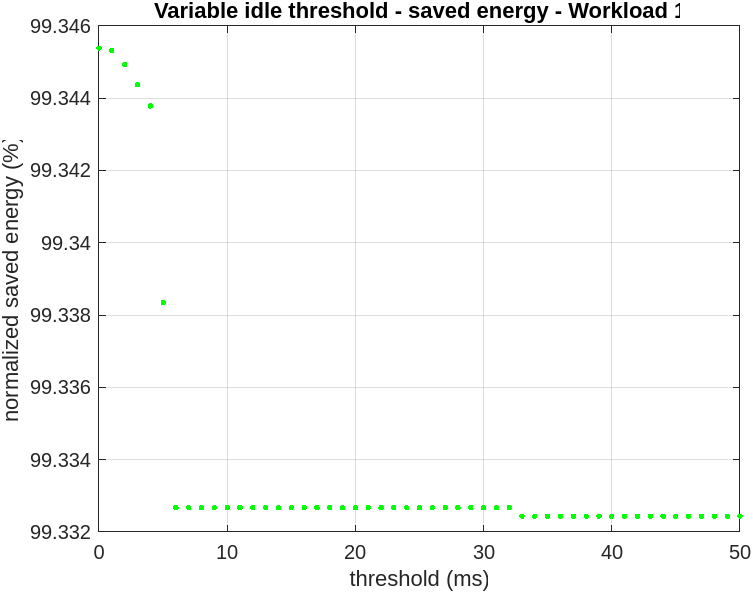 Variable idle threshold - saved energy - Workload 1
99.346
99.344
99.342
99.34
99.338
99.336
99.334
99.332
normalized saved energy (%)
0 10 20 30 40 50
threshold (ms)